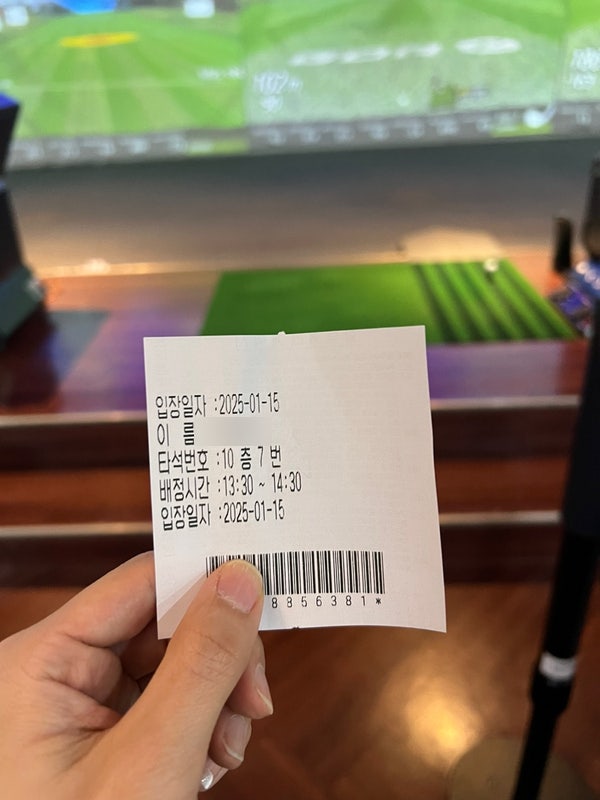 입장일자 :2025-01-15
이 름
타석번호 :10 층 7 번
배정시간 :13:30 ~ 14:30
입장일자 :2025-01-15
8856381*